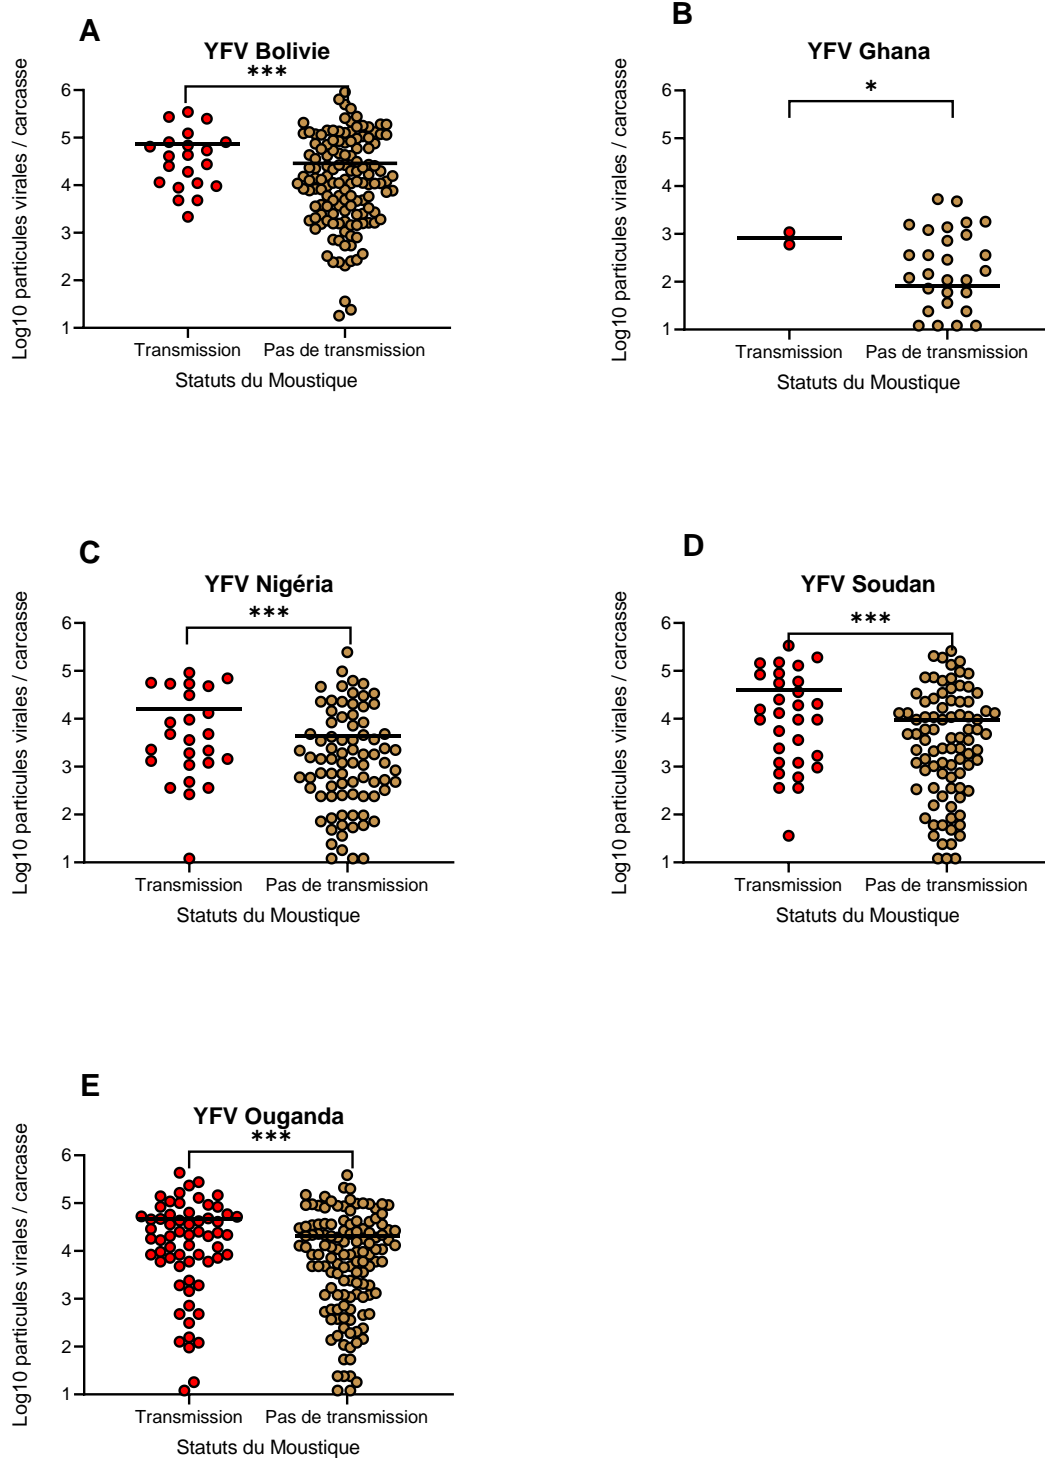 A
YFV Bolivie
***
Log10 particules virales / carcasse
6
5
4
3
2
1
Transmission
Pas de transmission
Statuts du Moustique
B
YFV Ghana
*
Log10 particules virales / carcasse
6
5
4
3
2
1
Transmission
Pas de transmission
Statuts du Moustique
C
YFV Nigéria
***
Log10 particules virales / carcasse
6
5
4
3
2
1
Transmission
Pas de transmission
Statuts du Moustique
D
YFV Soudan
***
Log10 particules virales / carcasse
6
5
4
3
2
1
Transmission
Pas de transmission
Statuts du Moustique
E
YFV Ouganda
***
Log10 particules virales / carcasse
6
5
4
3
2
1
Transmission
Pas de transmission
Statuts du Moustique